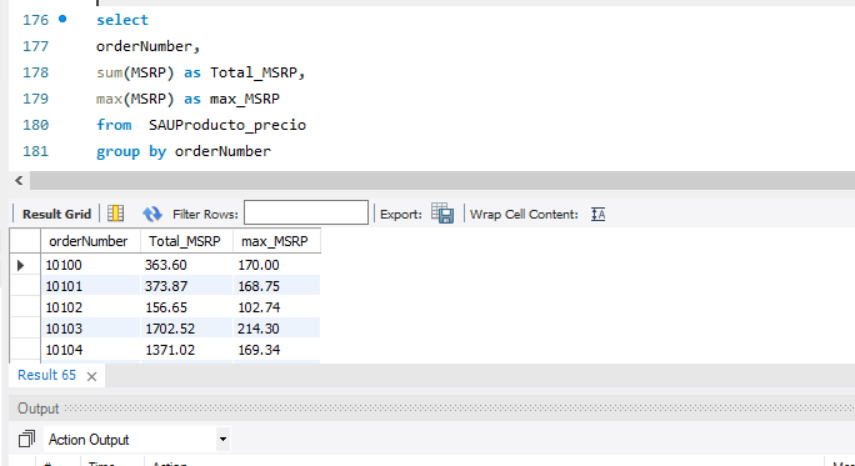 176 select
177 orderNumber,
178 sum(MSRP) as Total_MSRP,
179 max(MSRP) as max_MSRP
180 from SAUProducto_precio
181 group by orderNumber
Result Grid Filter Rows: Export: Wrap Cell Content:
orderNumber Total_MSRP max_MSRP
10100 363.60 170.00
10101 373.87 168.75
10102 156.65 102.74
10103 1702.52 214.30
10104 1371.02 169.34
Result 65
Output
Action Output
# Time Action